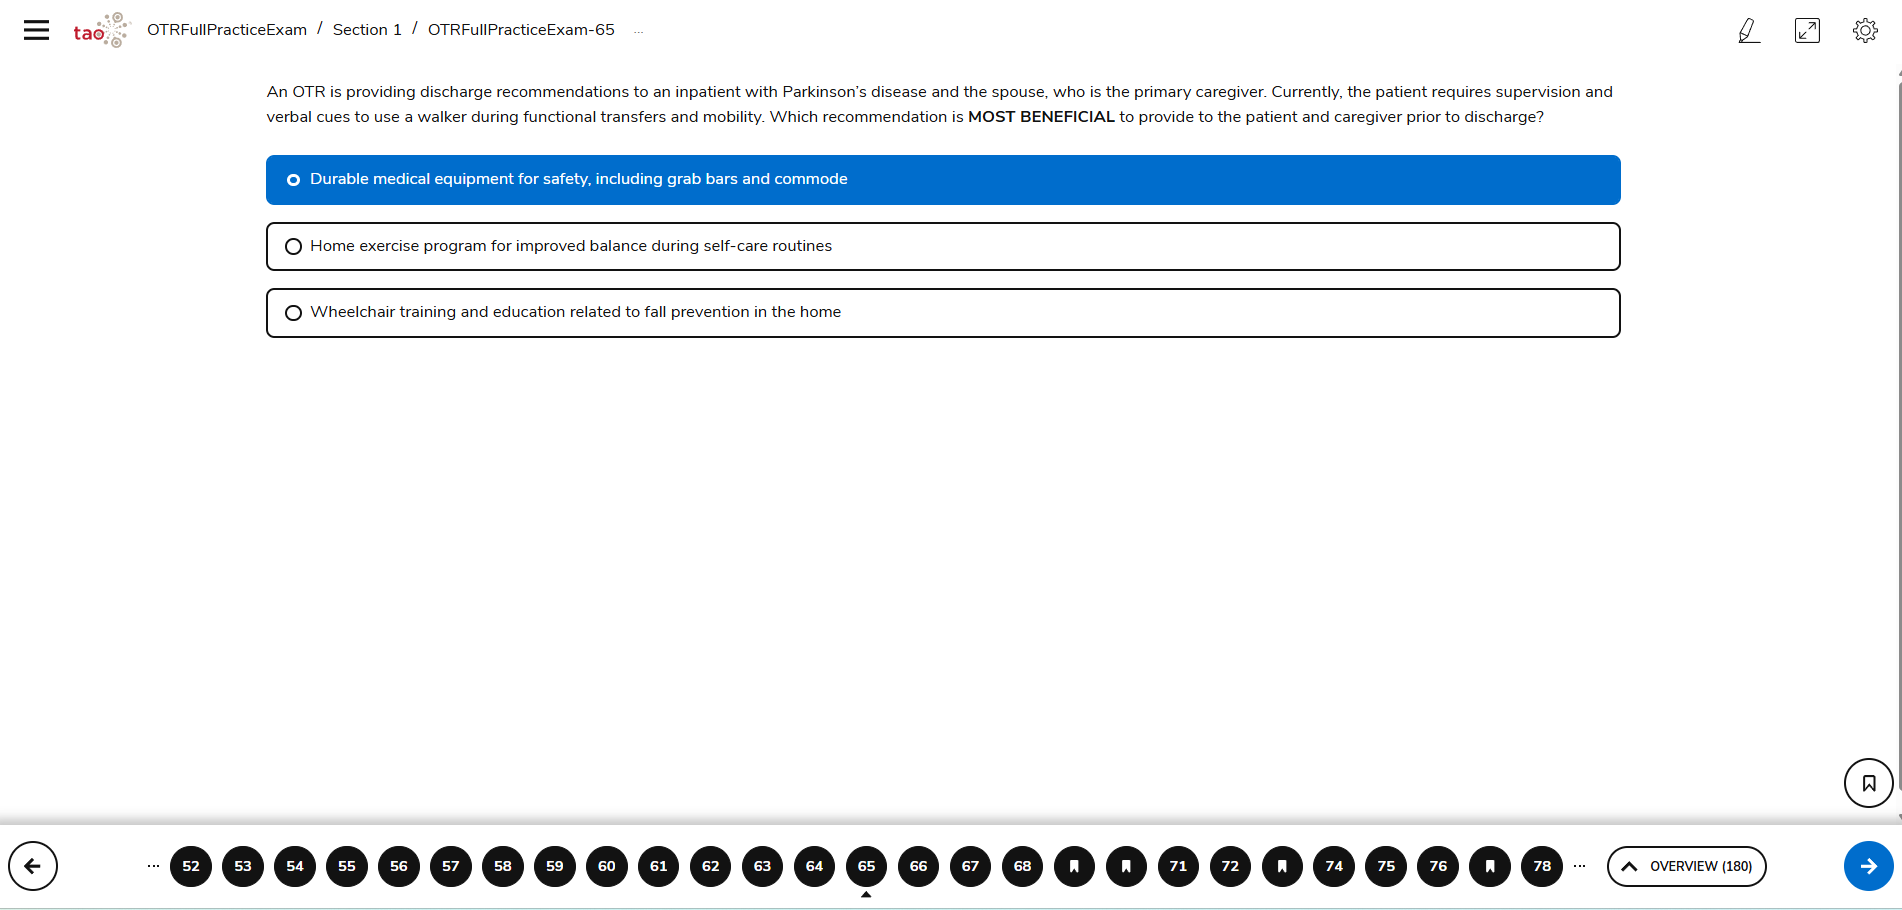 tao
OTRFullPracticeExam / Section 1 / OTRFullPracticeExam-65 ...
An OTR is providing discharge recommendations to an inpatient with Parkinson's disease and the spouse, who is the primary caregiver. Currently, the patient requires supervision and
verbal cues to use a walker during functional transfers and mobility. Which recommendation is MOST BENEFICIAL to provide to the patient and caregiver prior to discharge?
Durable medical equipment for safety, including grab bars and commode
Home exercise program for improved balance during self-care routines
Wheelchair training and education related to fall prevention in the home
... 52 53 54 55 56 57 58 59 60 61 62 63 64 65 66 67 68 71 72 74 75 76 78 ... OVERVIEW (180)